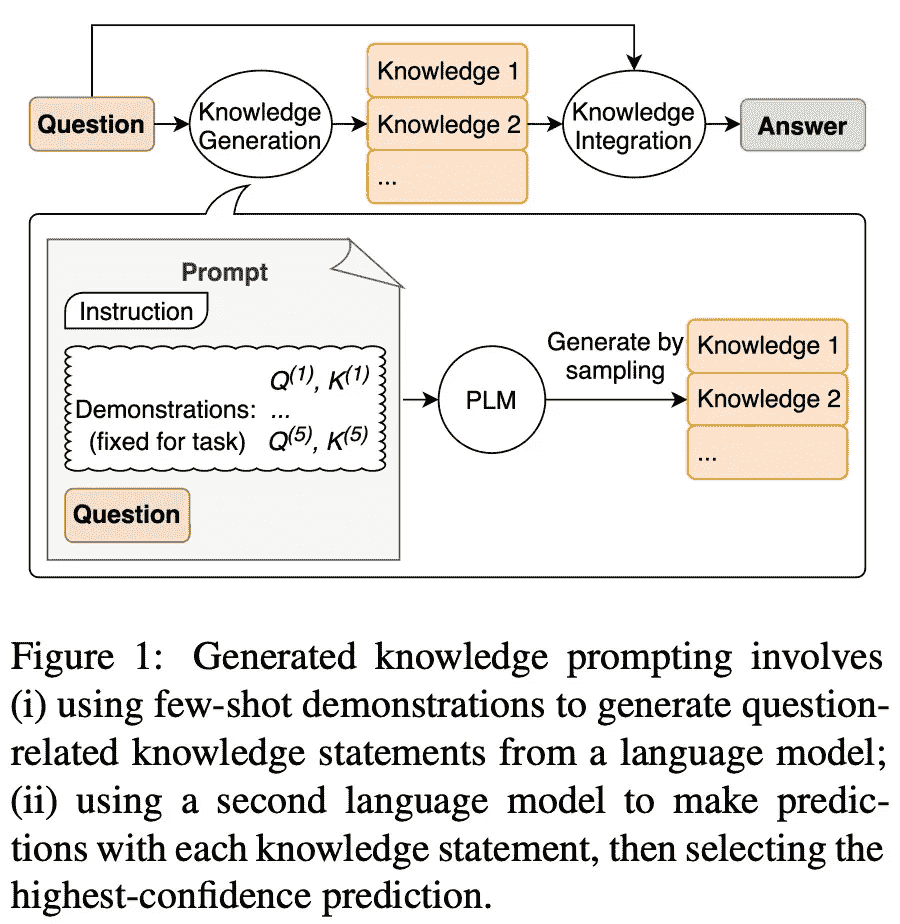 Question
Knowledge
Generation
Knowledge 1
Knowledge 2
...
Knowledge
Integration
Answer
Prompt
Instruction
Demonstrations:
(fixed for task)
Q(1), K(1)
...
Q(5), K(5)
Question
PLM
Generate by
sampling
Knowledge 1
Knowledge 2
...
Figure 1: Generated knowledge prompting involves
(i) using few-shot demonstrations to generate question-
related knowledge statements from a language model;
(ii) using a second language model to make predic-
tions with each knowledge statement, then selecting the
highest-confidence prediction.